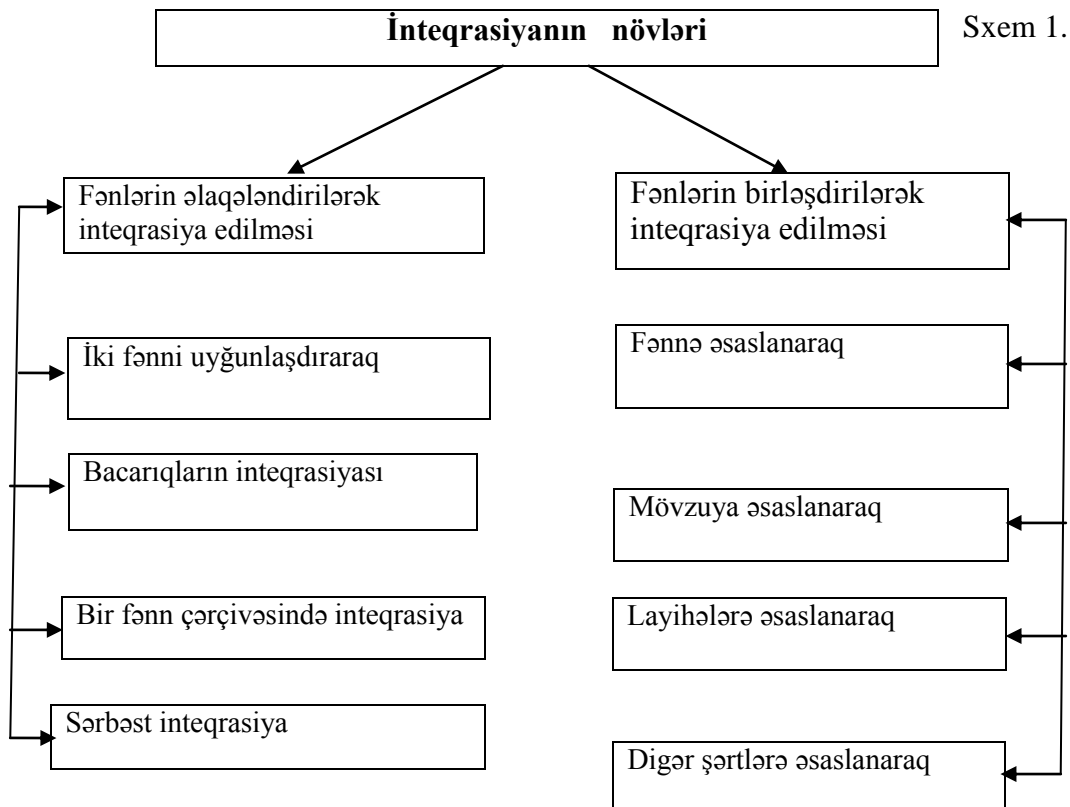 İnteqrasiyanın növləri
Sxem 1.
Fənlərin əlaqələndirilərək
inteqrasiya edilməsi
İki fənni uyğunlaşdıraraq
Bacarıqların inteqrasiyası
Bir fənn çərçivəsində inteqrasiya
Sərbəst inteqrasiya
Fənlərin birləşdirilərək
inteqrasiya edilməsi
Fənnə əsaslanaraq
Mövzuya əsaslanaraq
Layihələrə əsaslanaraq
Digər şərtlərə əsaslanaraq